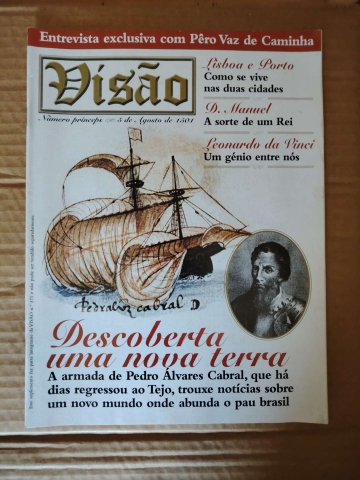 Entrevista exclusiva com Pêro Vaz de Caminha
Visão
Número princeps 5 de Agosto de 1501
Lisboa e Porto
Como se vive
nas duas cidades
D. Manuel
A sorte de um Rei
Leonardo da Vinci
Um génio entre nós
Pedralvz cabral D
Descoberta
uma nova terra
A armada de Pedro Álvares Cabral, que há
dias regressou ao Tejo, trouxe notícias sobre
um novo mundo onde abunda o pau brasil